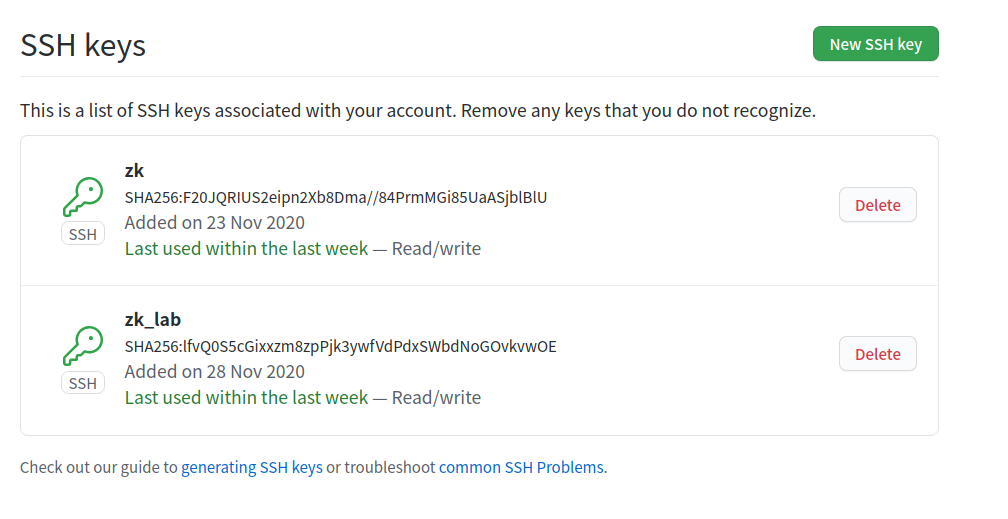 SSH keys
New SSH key
This is a list of SSH keys associated with your account. Remove any keys that you do not recognize.
zk
SHA256:F20JQRIUS2eipn2Xb8Dma//84PrmMGi85UaASjblBlU
Added on 23 Nov 2020
Last used within the last week — Read/write
SSH
Delete
zk_lab
SHA256:lfvQ0S5cGixxzm8zpPjk3ywfVdPdxSWbdNoGOvkvwOE
Added on 28 Nov 2020
Last used within the last week — Read/write
SSH
Delete
Check out our guide to generating SSH keys or troubleshoot common SSH Problems.